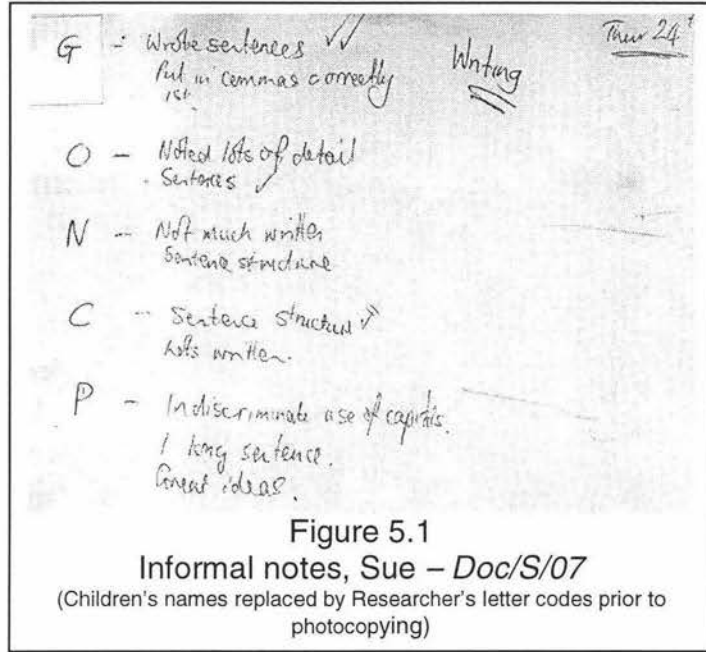 Thur 24th
Writing
G - Wrote sentences ✓✓
Put in commas correctly
1st.
O - Noted lots of detail
- Sentences ✓
N - Not much written
Sentence structure
C - Sentence structure ✓✓
Lots written.
P - Indiscriminate use of capitals.
1 long sentence.
Great ideas.
Figure 5.1
Informal notes, Sue – Doc/S/07
(Children's names replaced by Researcher's letter codes prior to
photocopying)